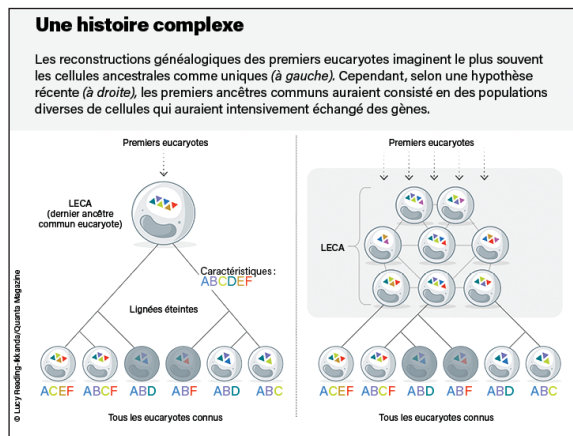 Une histoire complexe
Les reconstructions généalogiques des premiers eucaryotes imaginent le plus souvent
les cellules ancestrales comme uniques (à gauche). Cependant, selon une hypothèse
récente (à droite), les premiers ancêtres communs auraient consisté en des populations
diverses de cellules qui auraient intensivement échangé des gènes.
Premiers eucaryotes
LECA
(dernier ancêtre
commun eucaryote)
Caractéristiques :
ABCDEF
Lignées éteintes
ACEF ABCF ABD ABF ABD ABC
Tous les eucaryotes connus
Premiers eucaryotes
LECA
ACEF ABCF ABD ABF ABD ABC
Tous les eucaryotes connus
© Lucy Reading-Ikkanda/Quanta Magazine